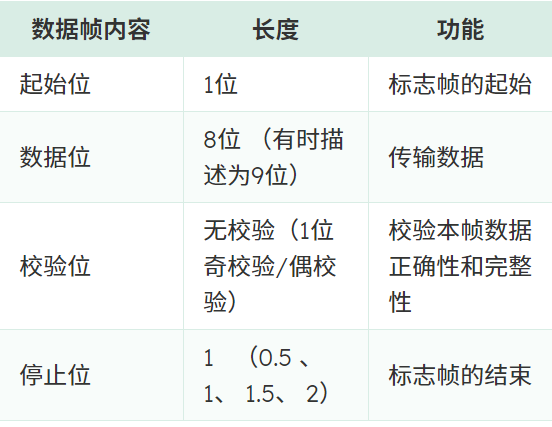 数据帧内容 长度 功能
起始位 1位 标志帧的起始
数据位 8位 （有时描
述为9位） 传输数据
校验位 无校验（1位
奇校验/偶校
验） 校验本帧数据
正确性和完整
性
停止位 1 （0.5 、
1、 1.5、 2） 标志帧的结束